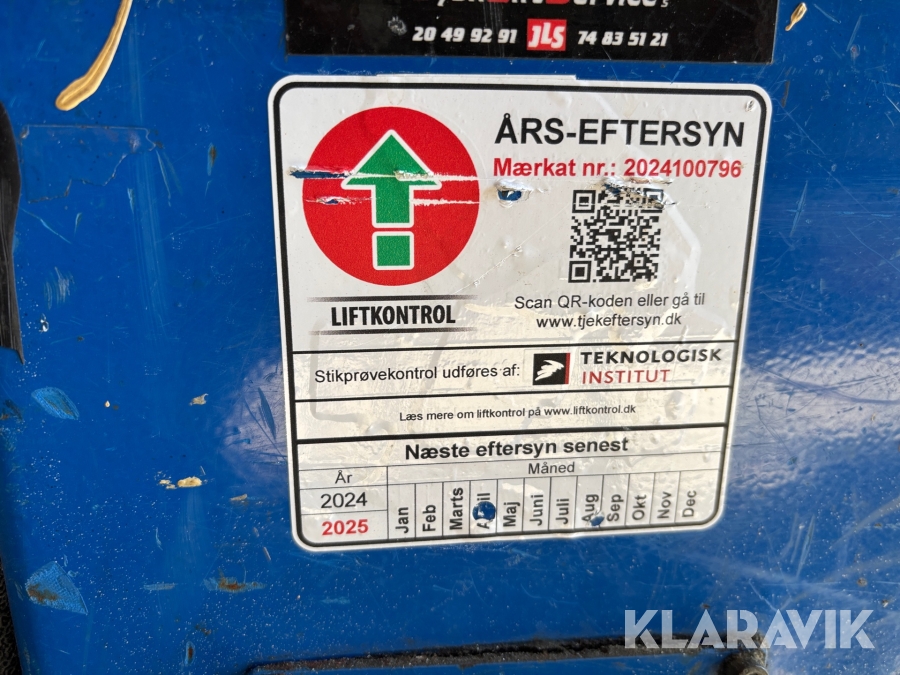 20 49 92 91 JLS 74 83 51 21
ÅRS-EFTERSYN
Mærkat nr.: 2024100796
Scan QR-koden eller gå til
www.tjekeftersyn.dk
LIFTKONTROL
Stikprøvekontrol udføres af: TEKNOLOGISK
INSTITUT
Læs mere om liftkontrol på www.liftkontrol.dk
Næste eftersyn senest
År Måned
2024
2025 Jan Feb Marts April Maj Juni Juli Aug Sep Okt Nov Dec
KLARAVIK